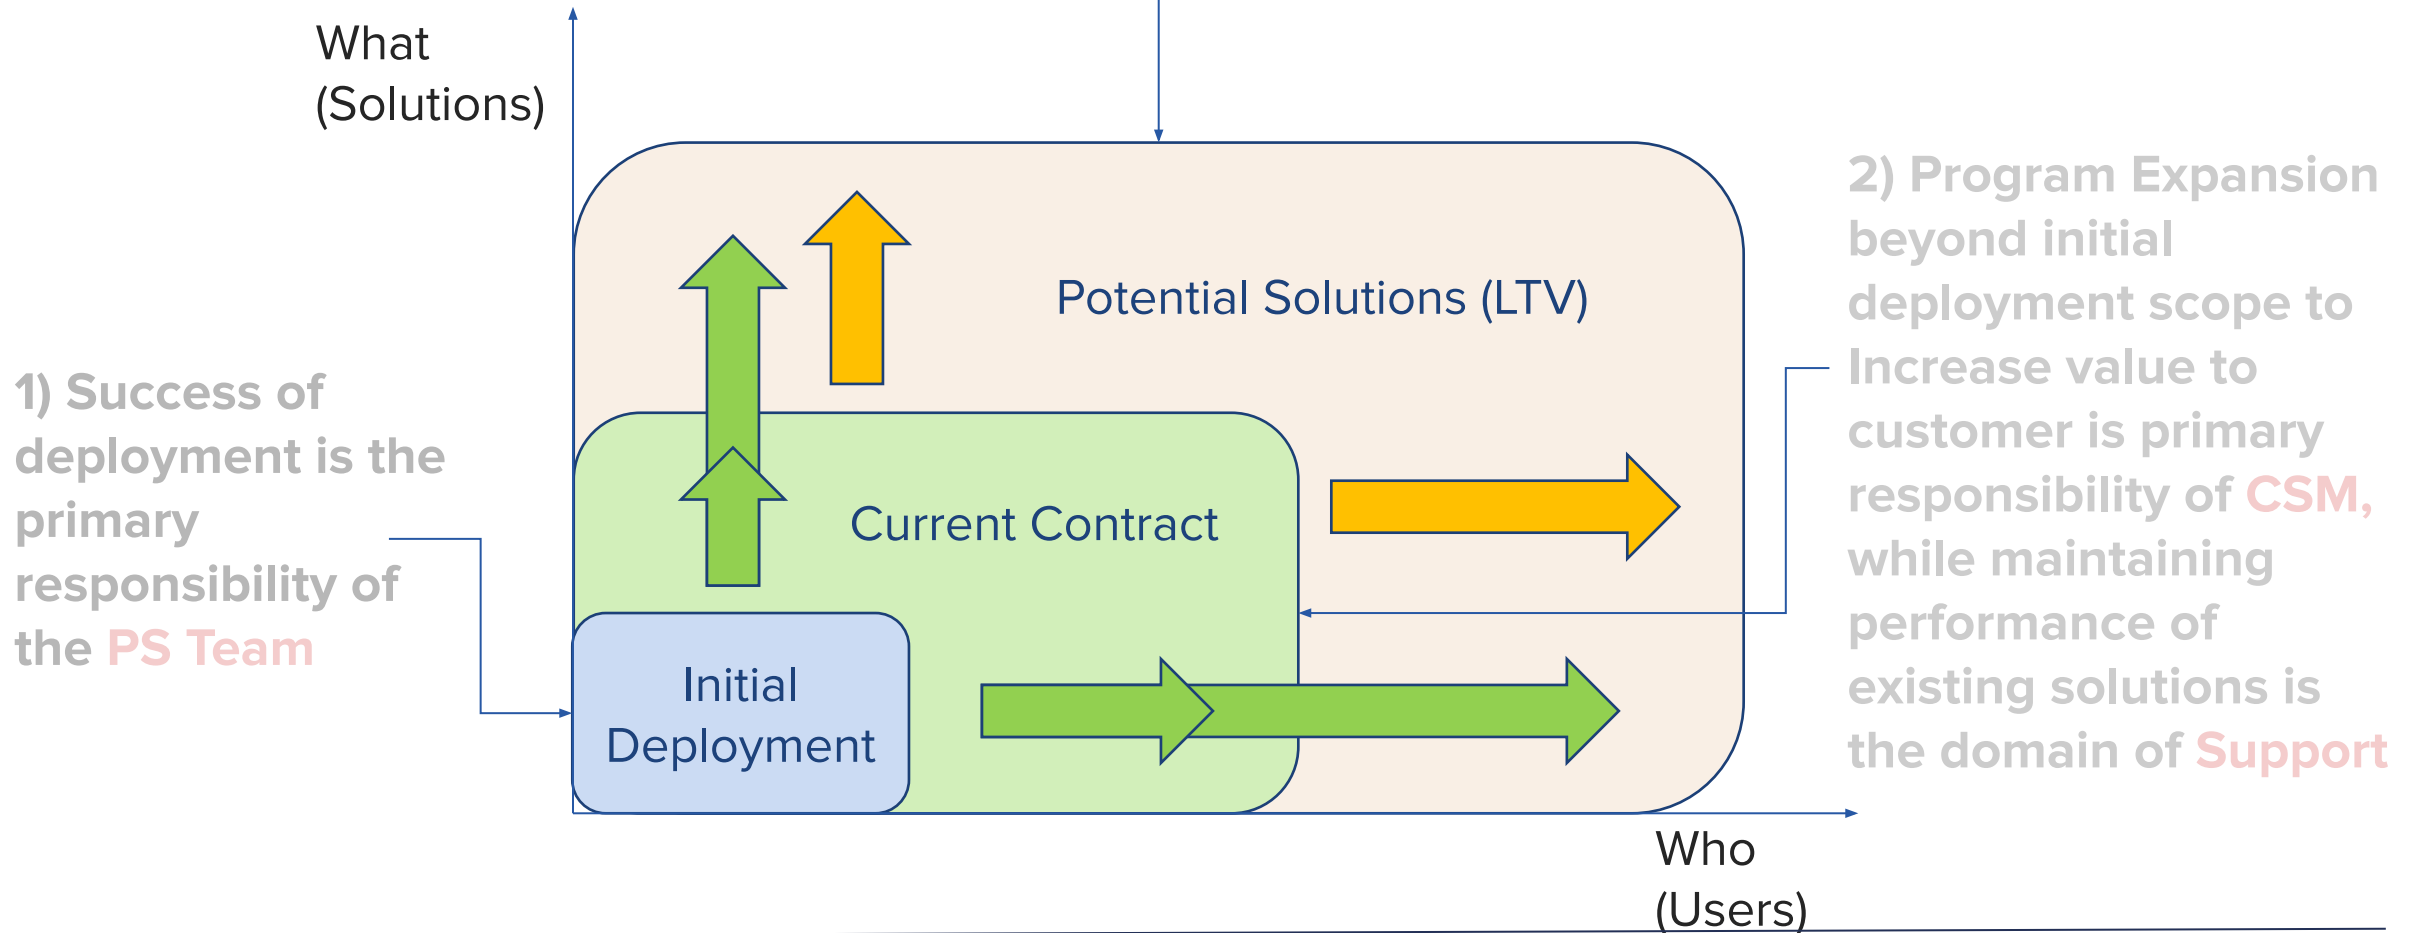 What
(Solutions)
Potential Solutions (LTV)
1) Success of
deployment is the
primary
responsibility of
the PS Team
Current Contract
Initial
Deployment
2) Program Expansion
beyond initial
deployment scope to
Increase value to
customer is primary
responsibility of CSM,
while maintaining
performance of
existing solutions is
the domain of Support
Who
(Users)